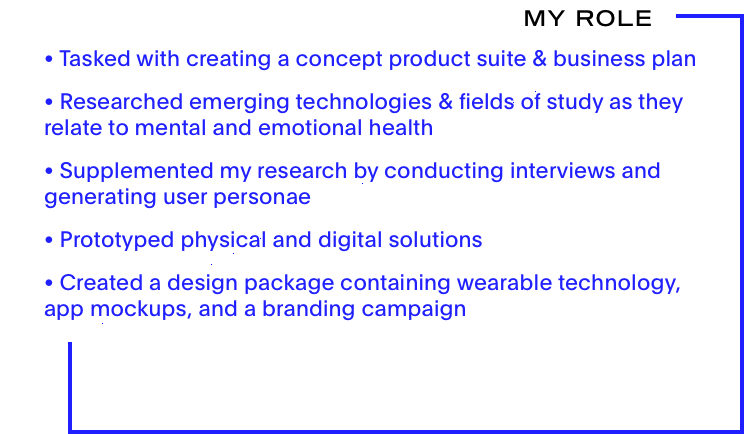 MY ROLE
• Tasked with creating a concept product suite & business plan
• Researched emerging technologies & fields of study as they
relate to mental and emotional health
• Supplemented my research by conducting interviews and
generating user personae
• Prototyped physical and digital solutions
• Created a design package containing wearable technology,
app mockups, and a branding campaign